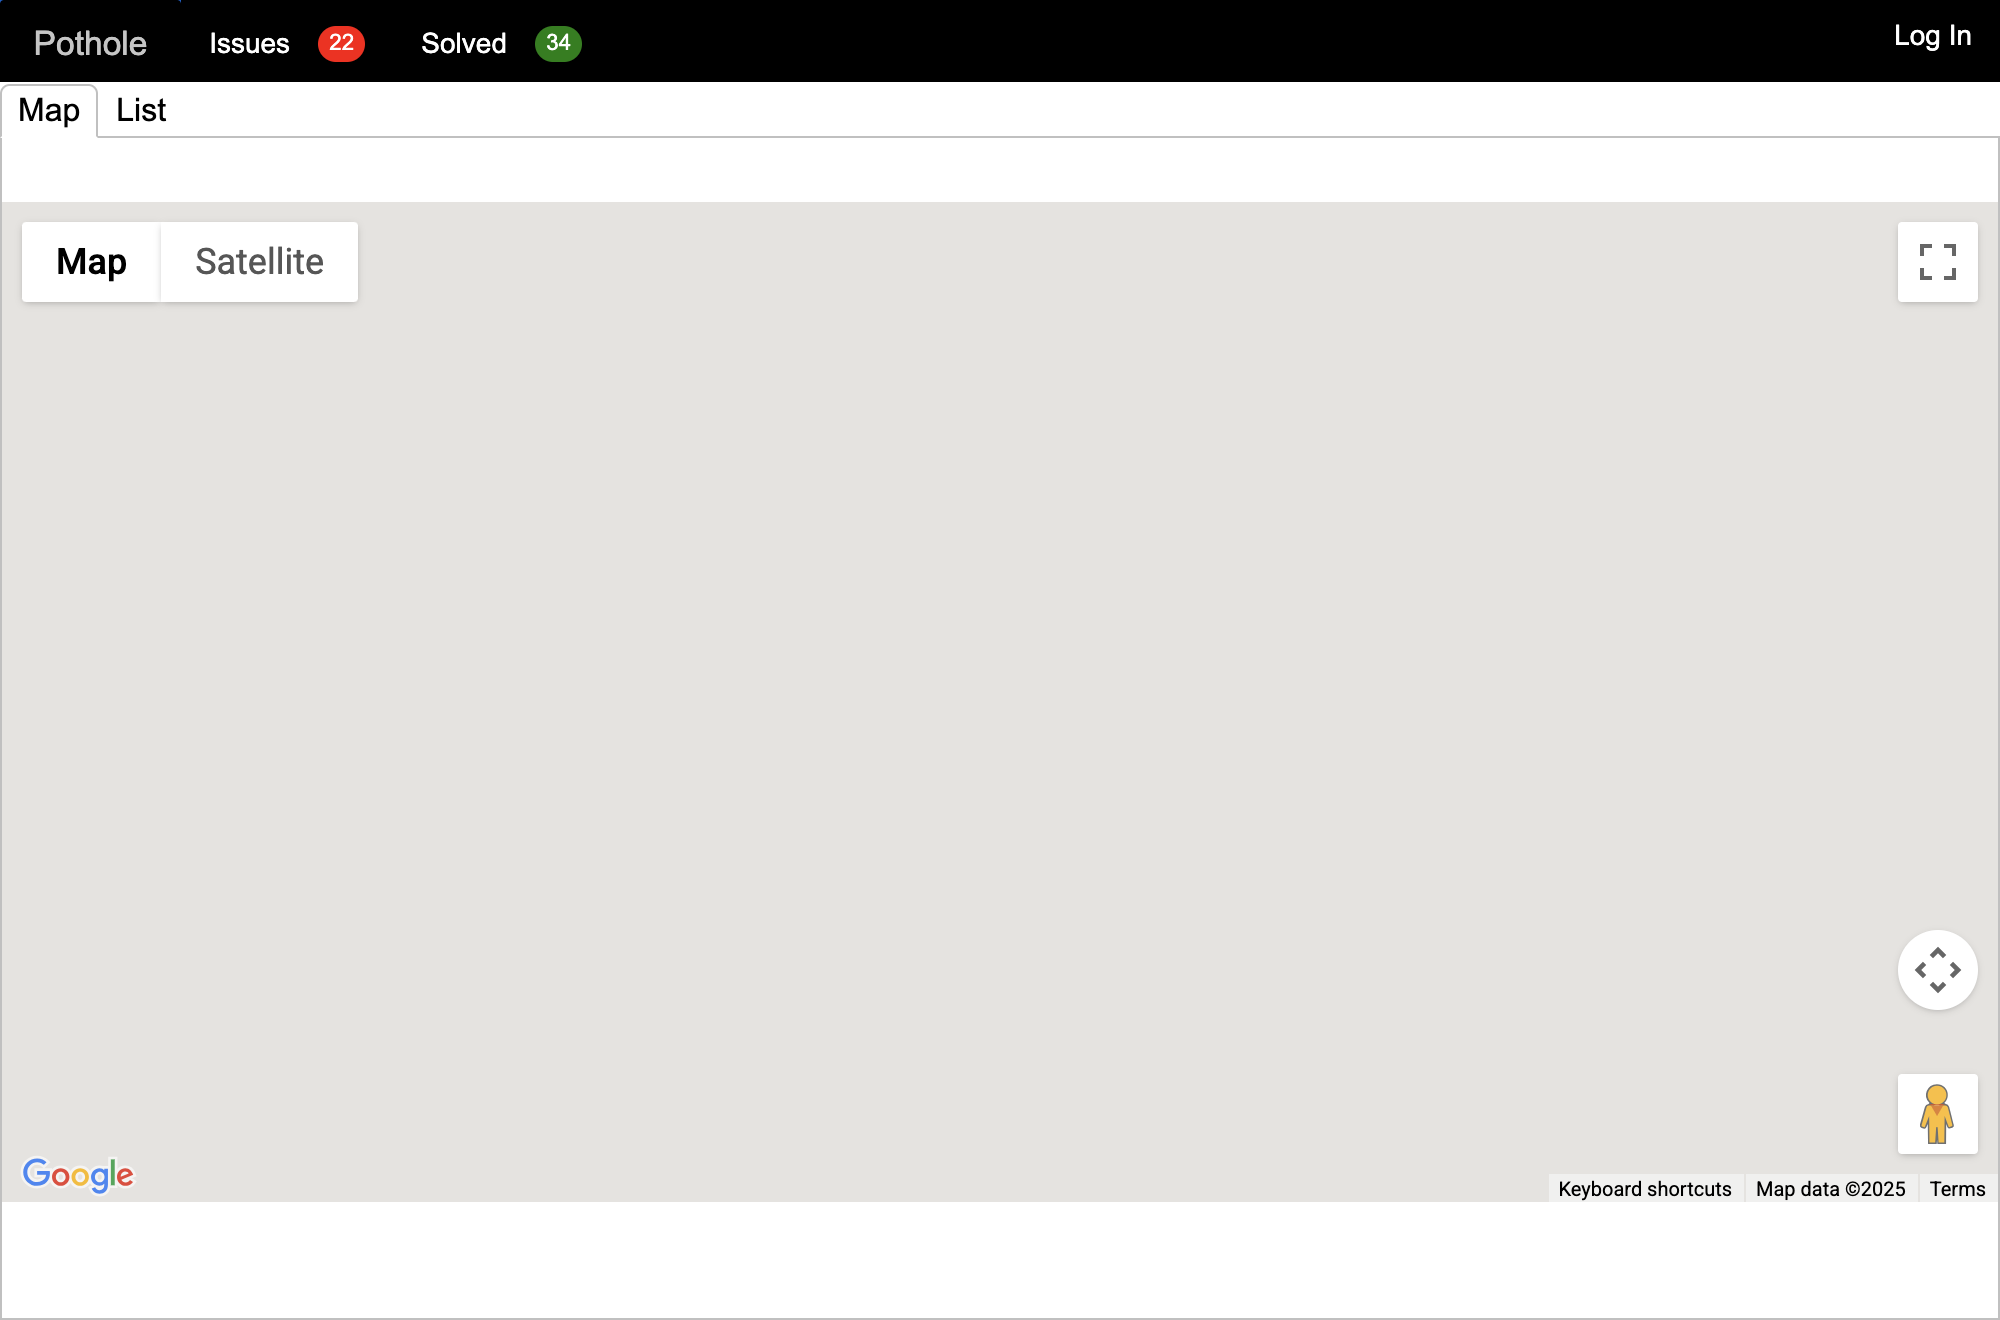 Pothole Issues 22 Solved 34 Log In
Map List
Map Satellite
Google
Keyboard shortcuts Map data ©2025 Terms